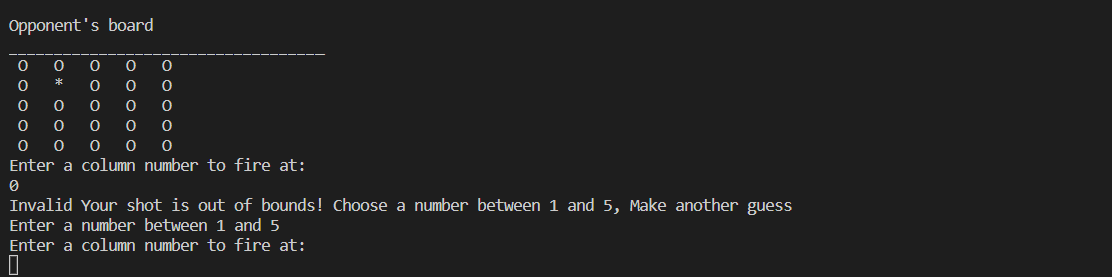 Opponent's board
___________________________________
O   O   O   O   O
O   *   O   O   O
O   O   O   O   O
O   O   O   O   O
O   O   O   O   O
Enter a column number to fire at:
0
Invalid Your shot is out of bounds! Choose a number between 1 and 5, Make another guess
Enter a number between 1 and 5
Enter a column number to fire at: